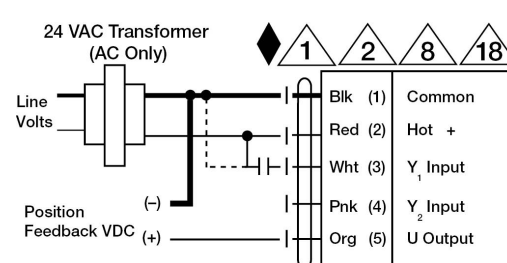 24 VAC Transformer
(AC Only)
1 2 8 18
Line
Volts
Blk (1) Common
Red (2) Hot +
Wht (3) Y1 Input
Pnk (4) Y2 Input
Org (5) U Output
Position
Feedback VDC
(–)
(+)